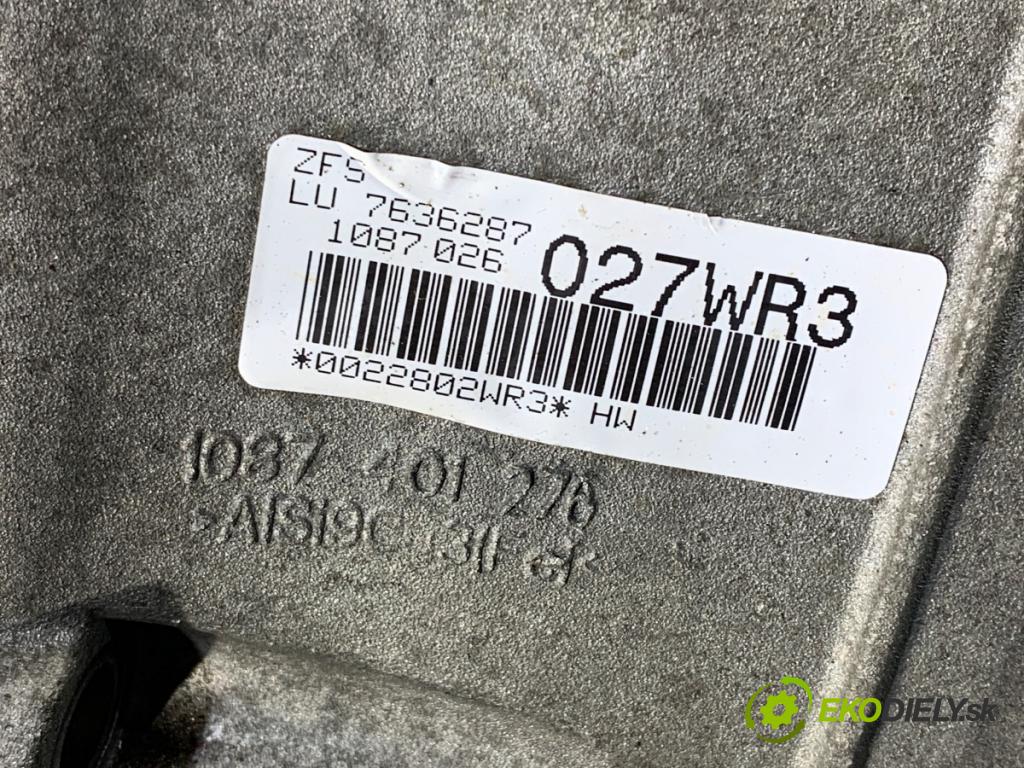 ZFS
LU 7636287
1087 026
027WR3
*0022802WR3* HW
1087 401 276
EKODIELY.sk